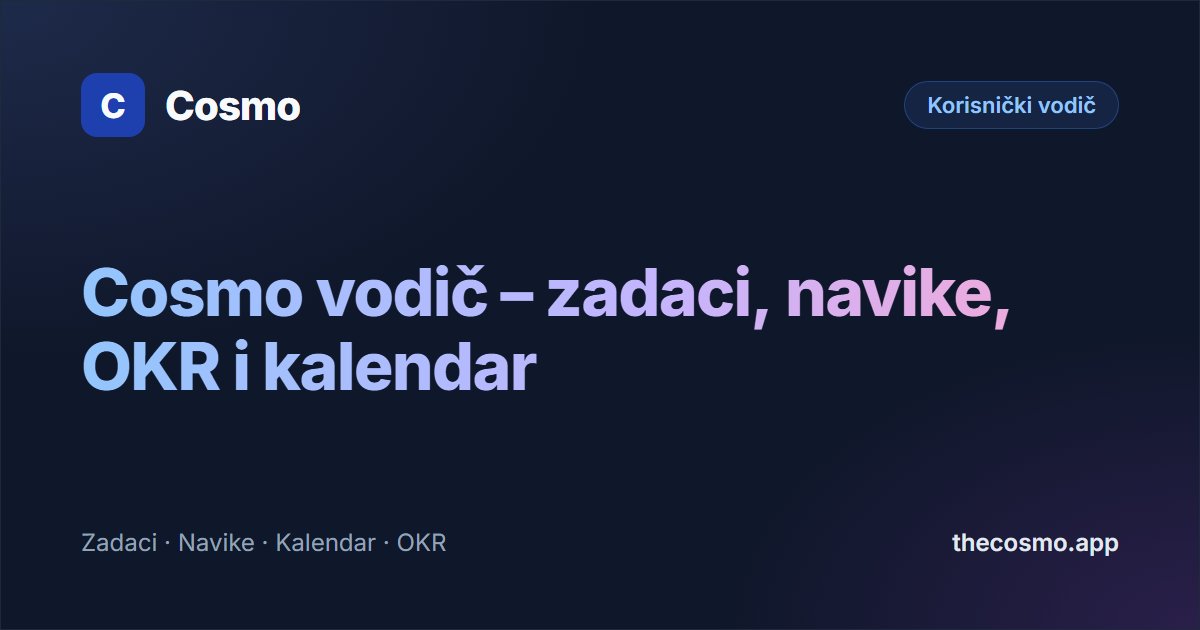 C
Cosmo
Korisnički vodič
Cosmo vodič – zadaci, navike,
OKR i kalendar
Zadaci · Navike · Kalendar · OKR
thecosmo.app